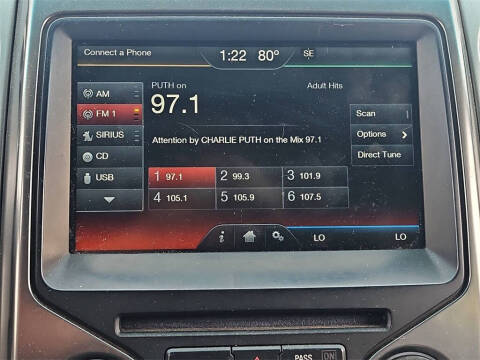 Connect a Phone 1:22 80° SE
AM
FM 1
SIRIUS
CD
USB
PUTH on Adult Hits
97.1
Attention by CHARLIE PUTH on the Mix 97.1
Scan
Options
Direct Tune
1 97.1 2 99.3 3 101.9
4 105.1 5 105.9 6 107.5
LO LO
PASS ON